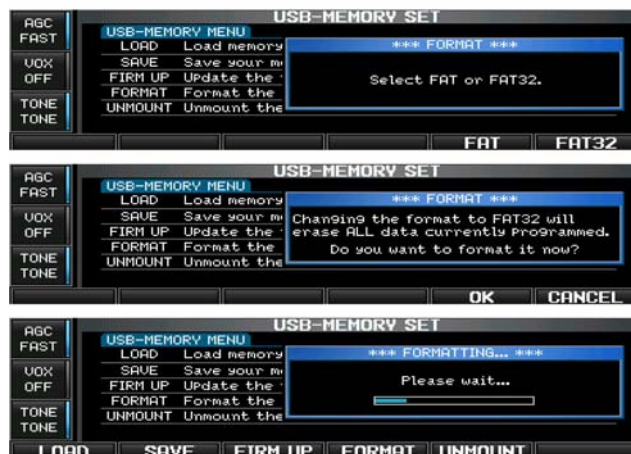 USB-MEMORY SET
AGC
FAST
VOX
OFF
TONE
TONE
USB-MEMORY MENU
LOAD Load memory
SAVE Save your m
FIRM UP Update the
FORMAT Format the
UNMOUNT Unmount the
*** FORMAT ***
Select FAT or FAT32.
FAT FAT32
USB-MEMORY SET
AGC
FAST
VOX
OFF
TONE
TONE
USB-MEMORY MENU
LOAD Load memory
SAVE Save your m
FIRM UP Update the
FORMAT Format the
UNMOUNT Unmount the
*** FORMAT ***
Changing the format to FAT32 will
erase ALL data currently Programmed.
Do you want to format it now?
OK CANCEL
USB-MEMORY SET
AGC
FAST
VOX
OFF
TONE
TONE
USB-MEMORY MENU
LOAD Load memory
SAVE Save your m
FIRM UP Update the
FORMAT Format the
UNMOUNT Unmount the
*** FORMATTING... ***
Please wait...
LOAD SAVE FIRM UP FORMAT UNMOUNT